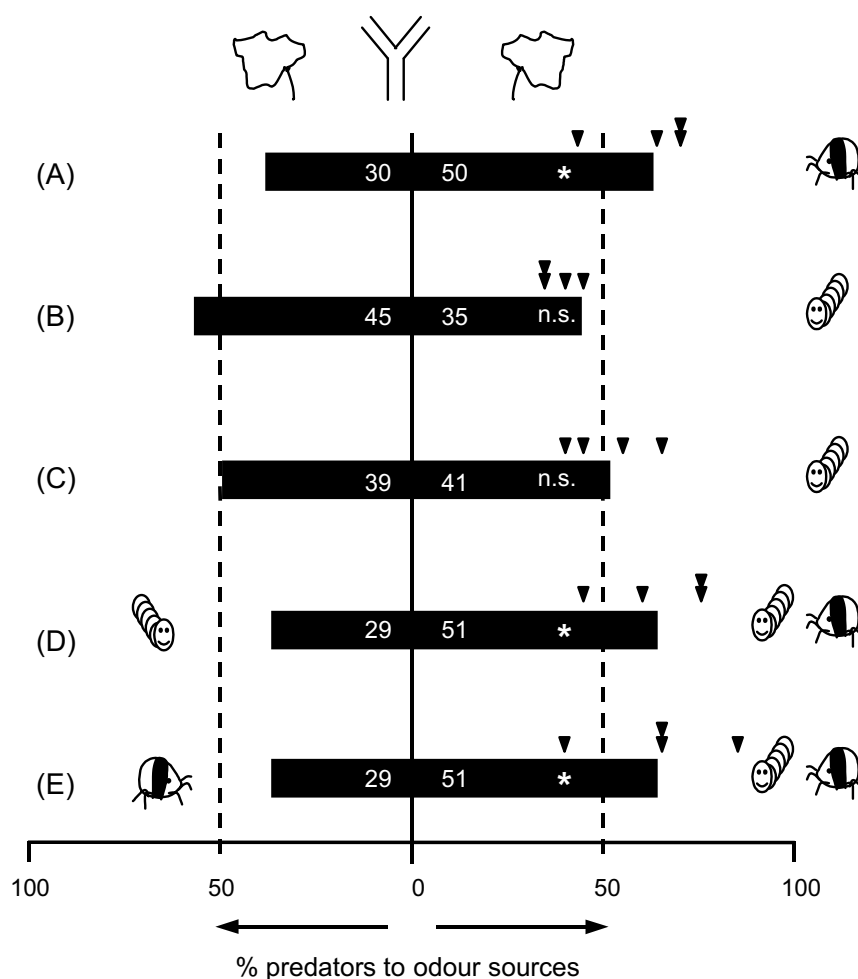 (A) 30 50 *
(B) 45 35 n.s.
(C) 39 41 n.s.
(D) 29 51 *
(E) 29 51 *
100 50 0 50 100
% predators to odour sources